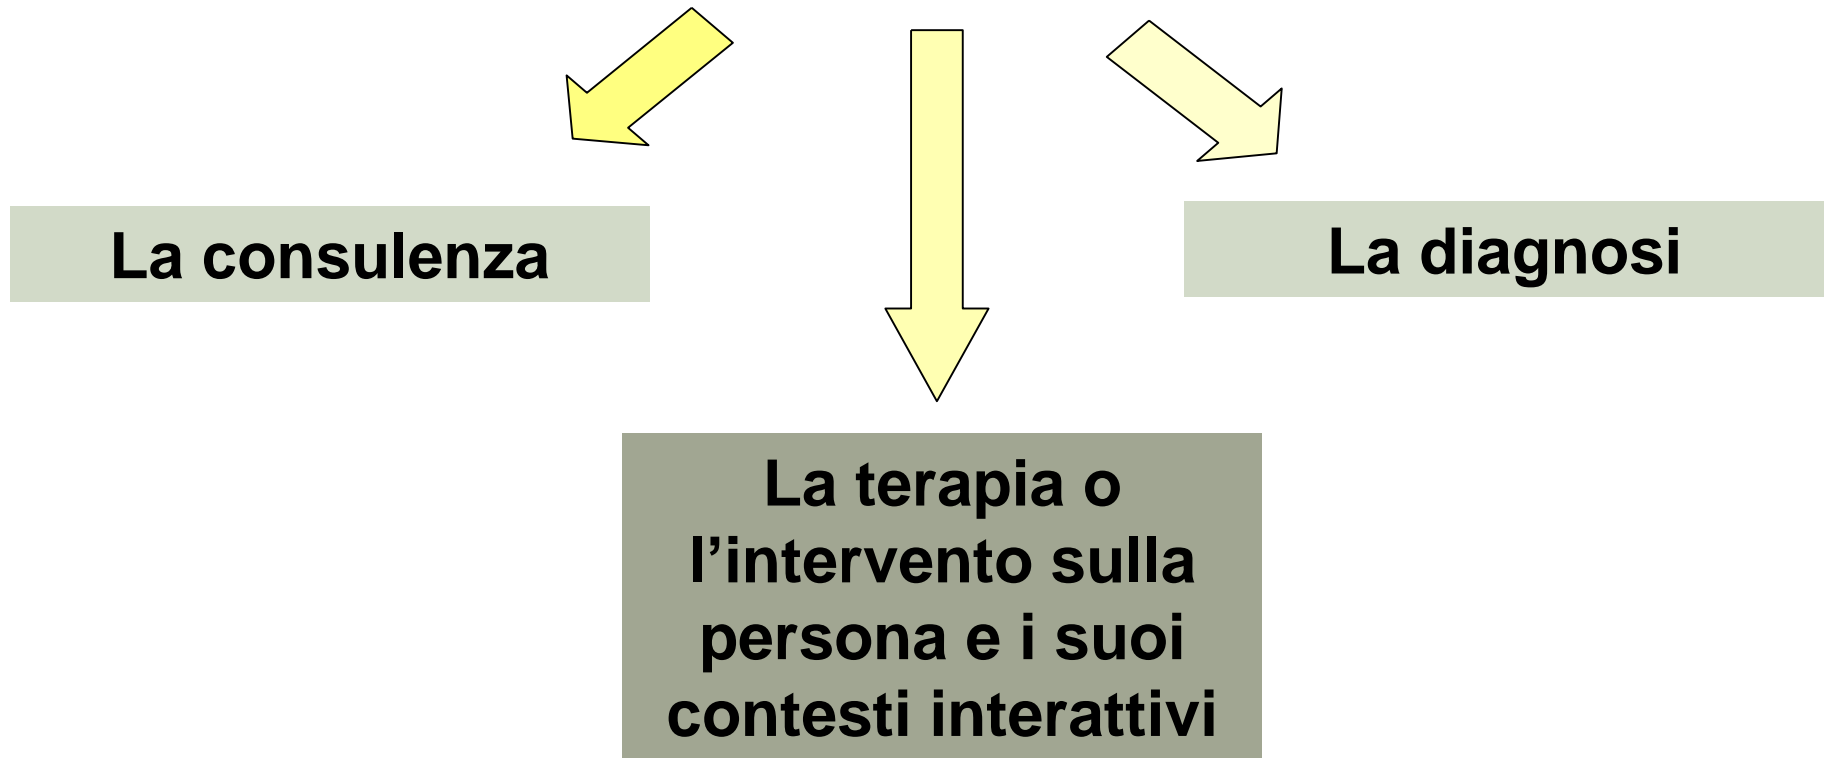 La consulenza
La diagnosi
La terapia o
l’intervento sulla
persona e i suoi
contesti interattivi